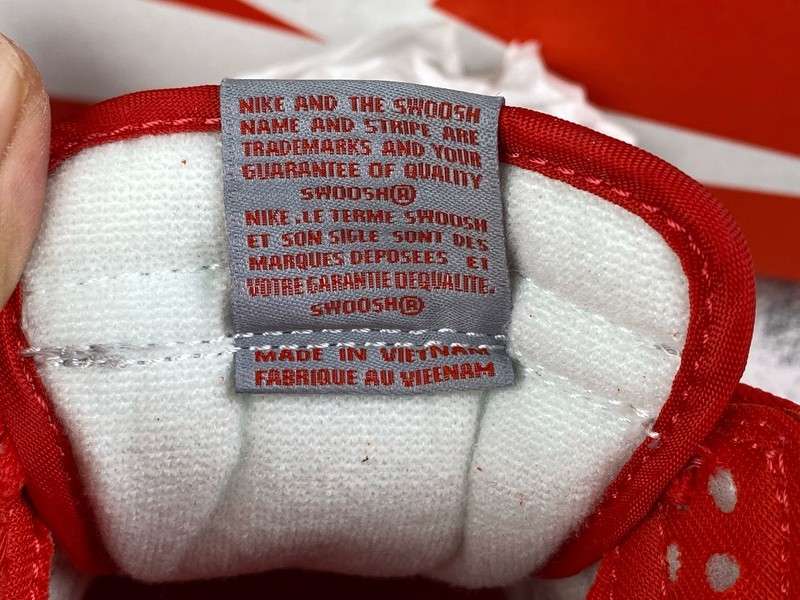 NIKE AND THE SWOOSH
NAME AND STRIPE ARE
TRADEMARKS AND YOUR
GUARANTEE OF QUALITY
SWOOSH®
NIKE,LE TERME SWOOSH
ET SON SIGLE SONT DES
MARQUES DEPOSEES ET
VOTRE GARANTIE DEQUALITE.
SWOOSH®
MADE IN VIETNAM
FABRIQUE AU VIEENAM